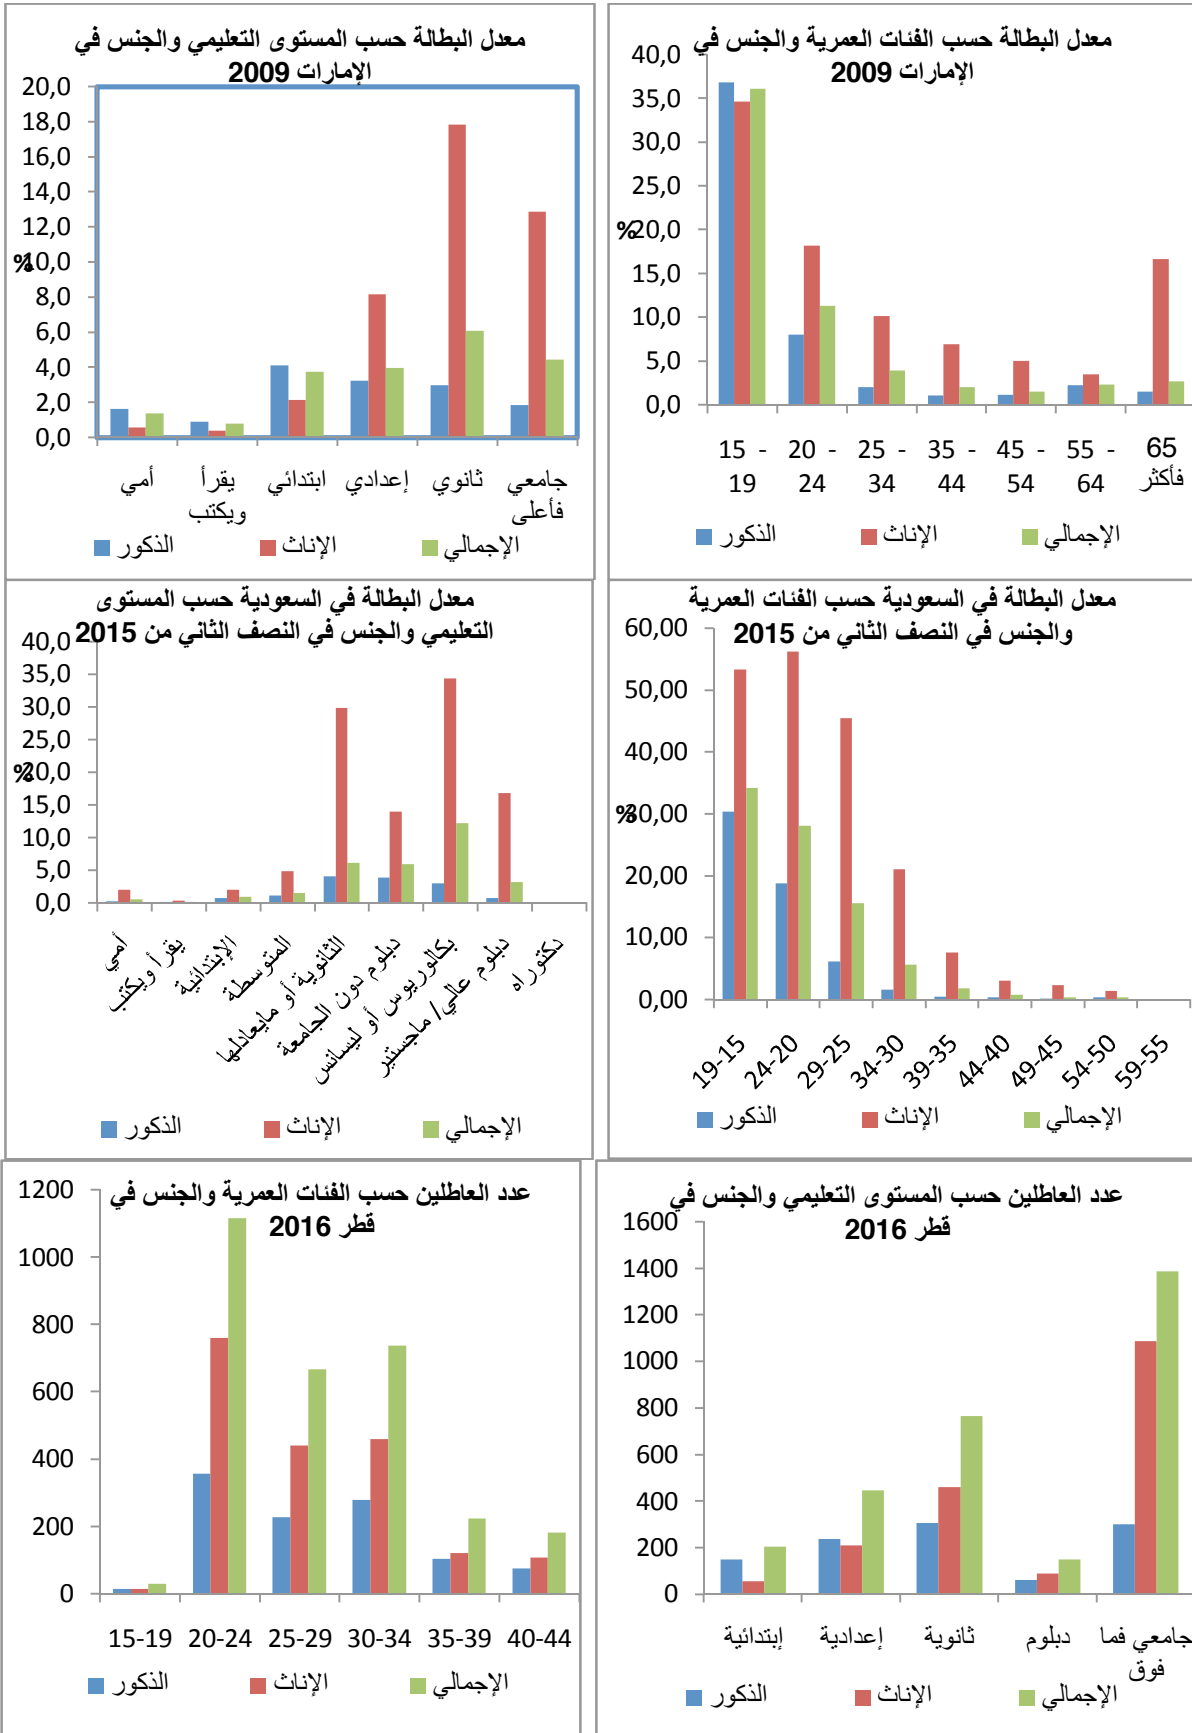 معدل البطالة حسب المستوى التعليمي والجنس في
الإمارات 2009
20,0
18,0
16,0
14,0
12,0
10,0
8,0
6,0
4,0
2,0
0,0
%
أمي
يقرأ
ويكتب
ابتدائي
إعدادي
ثانوي
جامعي
فأعلى
الذكور
الإناث
الإجمالي
معدل البطالة حسب الفئات العمرية والجنس في
الإمارات 2009
40,0
35,0
30,0
25,0
20,0
15,0
10,0
5,0
0,0
%
15 -
19
20 -
24
25 -
34
35 -
44
45 -
54
55 -
64
65
فأكثر
الذكور
الإناث
الإجمالي
معدل البطالة في السعودية حسب المستوى
التعليمي والجنس في النصف الثاني من 2015
40,0
35,0
30,0
25,0
20,0
15,0
10,0
5,0
0,0
%
أمي
يقرأ ويكتب
الإبتدائية
المتوسطة
الثانوية أو مايعادلها
دبلوم دون الجامعة
بكالوريوس أو ليسانس
دبلوم عالي/ ماجستير
دكتوراه
الذكور
الإناث
الإجمالي
معدل البطالة في السعودية حسب الفئات العمرية
والجنس في النصف الثاني من 2015
60,00
50,00
40,00
30,00
20,00
10,00
0,00
%
19-15
24-20
29-25
34-30
39-35
44-40
49-45
54-50
59-55
الذكور
الإناث
الإجمالي
عدد العاطلين حسب الفئات العمرية والجنس في
قطر 2016
1200
1000
800
600
400
200
0
15-19
20-24
25-29
30-34
35-39
40-44
الذكور
الإناث
الإجمالي
عدد العاطلين حسب المستوى التعليمي والجنس في
قطر 2016
1600
1400
1200
1000
800
600
400
200
0
إبتدائية
إعدادية
ثانوية
دبلوم
جامعي فما
فوق
الذكور
الإناث
الإجمالي